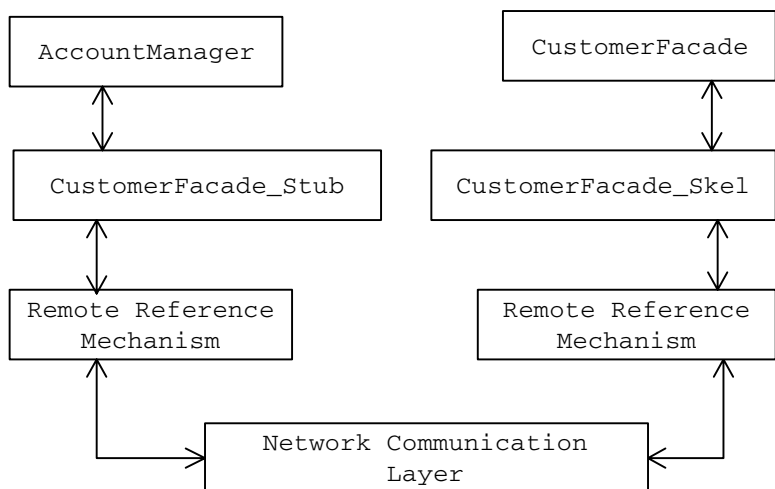 AccountManager
CustomerFacade
CustomerFacade_Stub
CustomerFacade_Skel
Remote Reference
Mechanism
Remote Reference
Mechanism
Network Communication
Layer